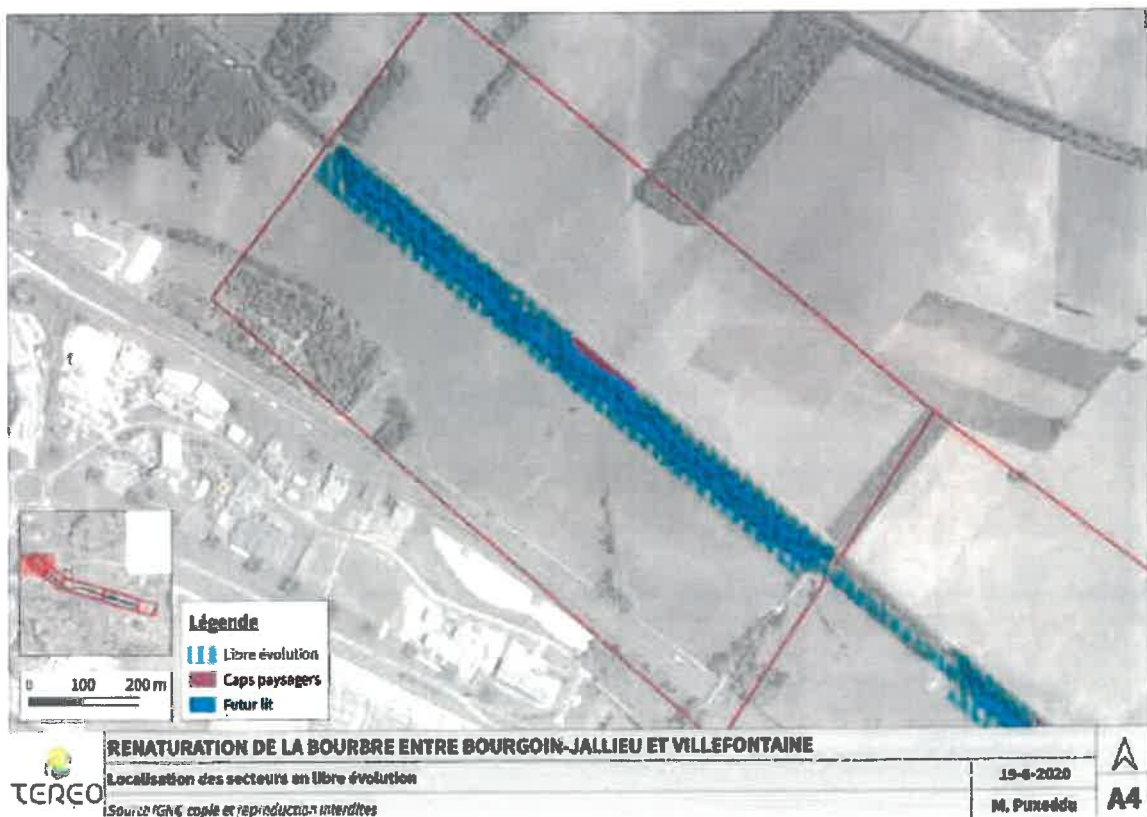 Légende
Libre évolution
Caps paysagers
Futur lit
0 100 200 m
TEREO
RENATURATION DE LA BOURBRE ENTRE BOURGOIN-JALLIEU ET VILLEFONTAINE
Localisation des secteurs en libre évolution
Source IGN© copie et reproduction interdites
19-6-2020
M. Puxeddu
A4